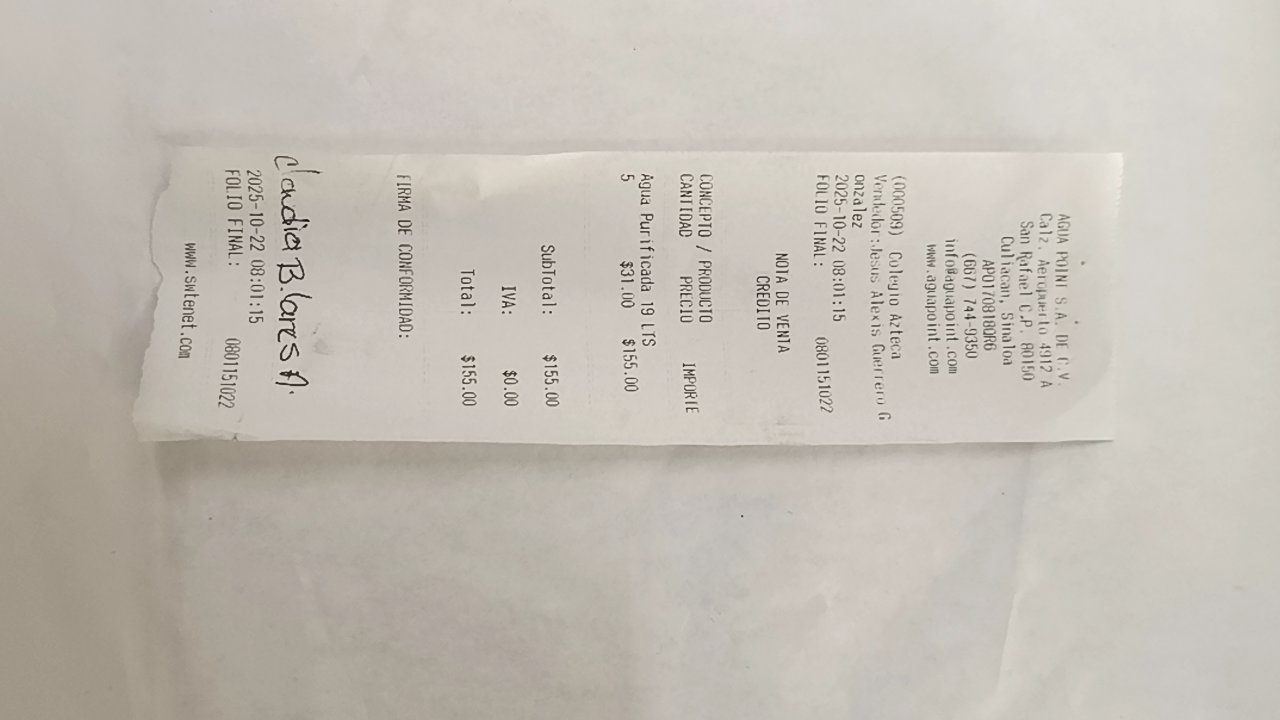 AGUA POINT S.A. DE C.V.
Calz. Aeropuerto 4912 A
San Rafael C.P. 80150
Culiacan, Sinaloa
APO170818QR6
(667) 744-9350
info@aguapoint.com
www.aguapoint.com
(000509) Colegio Azteca
Vendedor:Jesus Alexis Guerrero G
onzalez
2025-10-22 08:01:15
FOLIO FINAL: 0801151022
NOTA DE VENTA
CREDITO
CONCEPTO / PRODUCTO
CANTIDAD PRECIO IMPORTE
Agua Purificada 19 LTS
5 $31.00 $155.00
SubTotal: $155.00
IVA: $0.00
Total: $155.00
FIRMA DE CONFORMIDAD:
Claudia
2025-10-22 08:01:15
FOLIO FINAL: 0801151022
www.swtenet.com